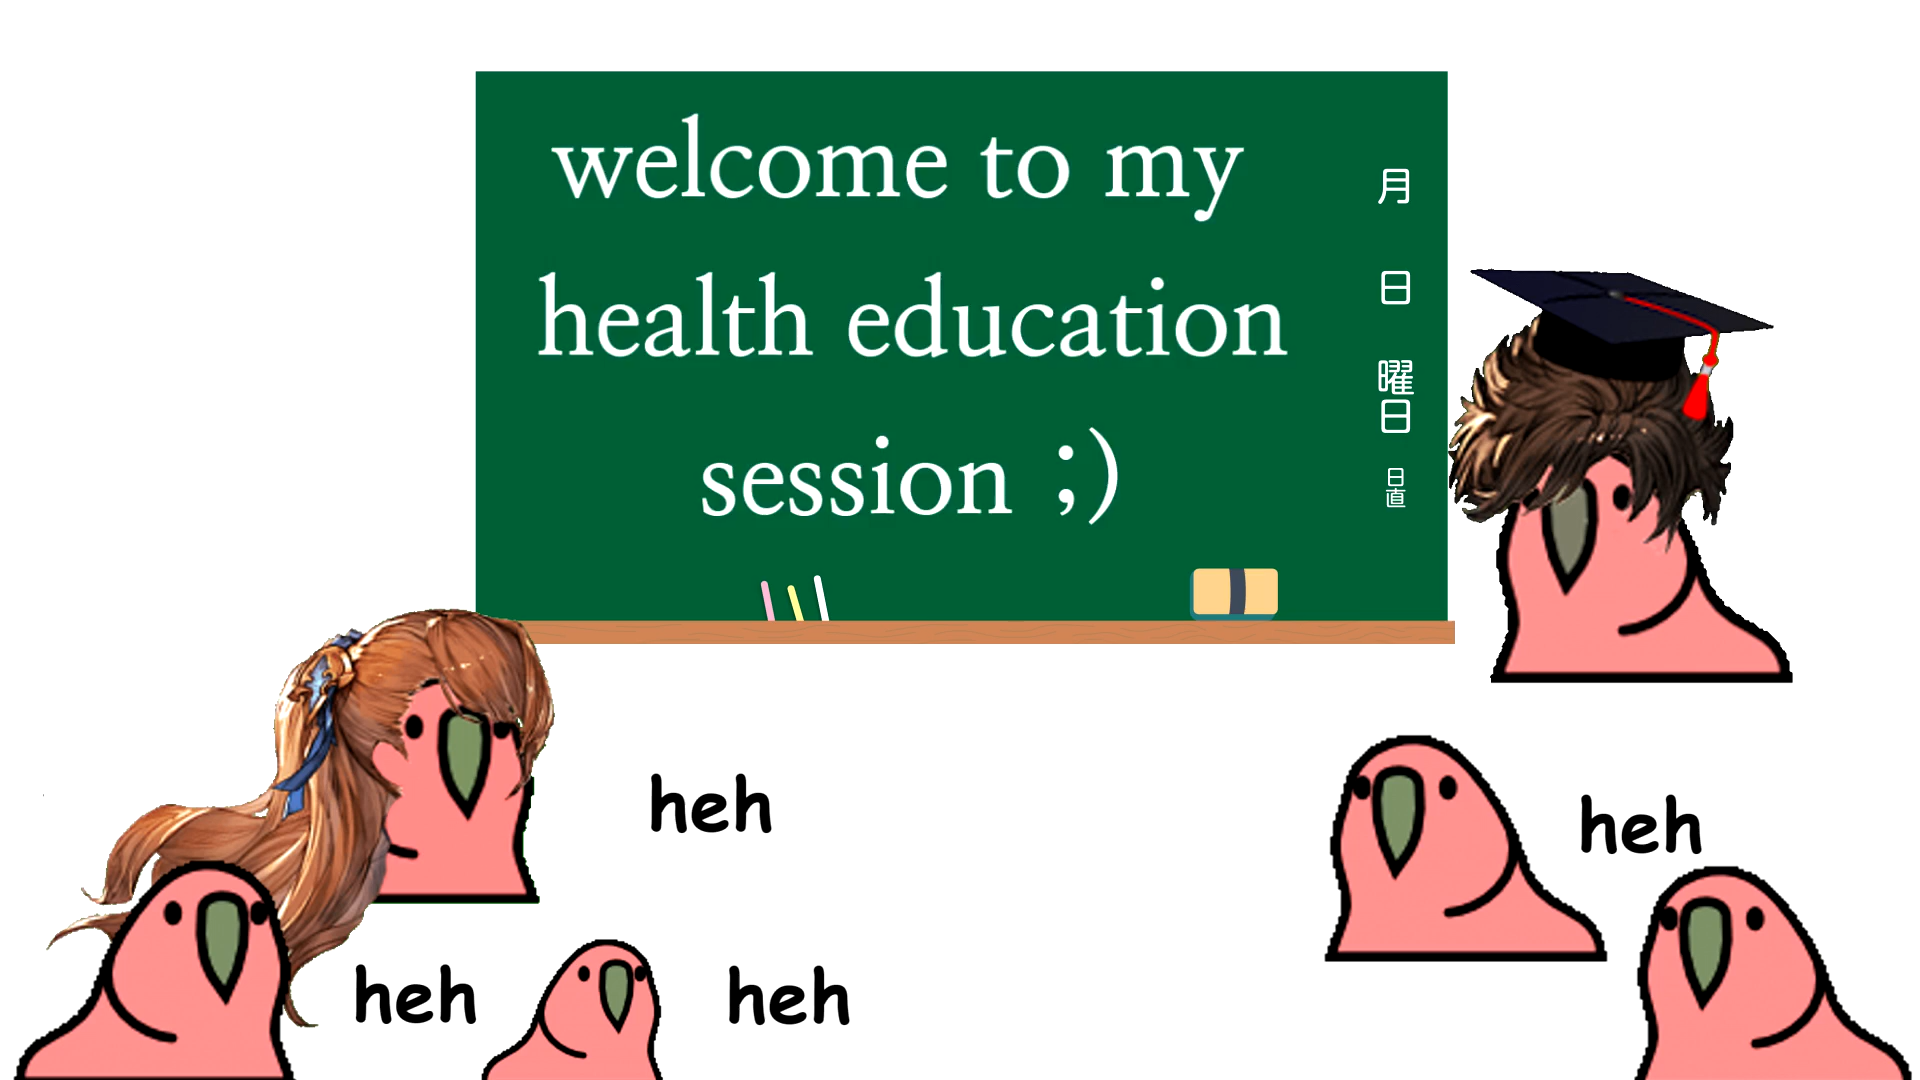 welcome to my
health education
session ;)
月
日
曜
日
日
直
heh
heh
heh
heh